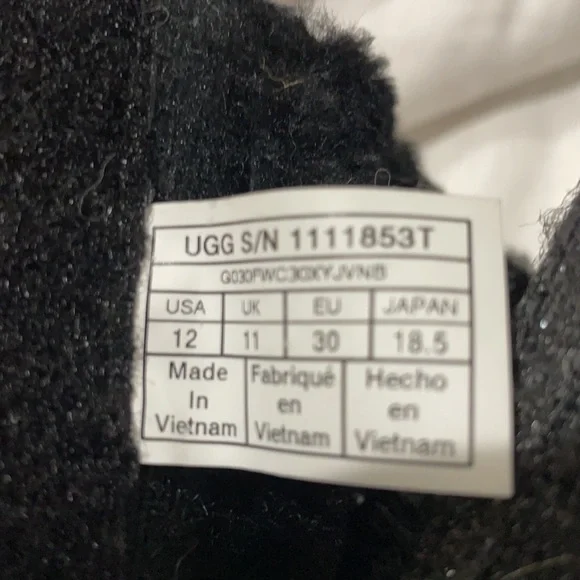 UGG S/N 1111853T
G030FWC30XYJVNB
USA UK EU JAPAN
12 11 30 18.5
Made In Vietnam
Fabriqué en Vietnam
Hecho en Vietnam